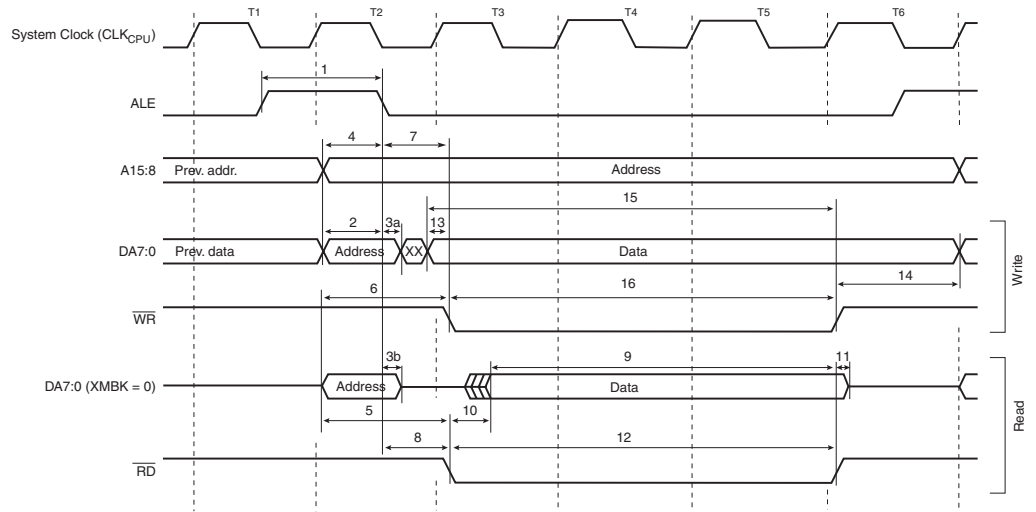 T1 T2 T3 T4 T5 T6
System Clock (CLKCPU)
1
ALE
4 7
A15:8 Prev. addr. Address
15
2 3a 13
DA7:0 Prev. data Address XX Data
14
6 16
WR
Write
3b 9 11
DA7:0 (XMBK = 0) Address Data
5 10
8 12
RD
Read